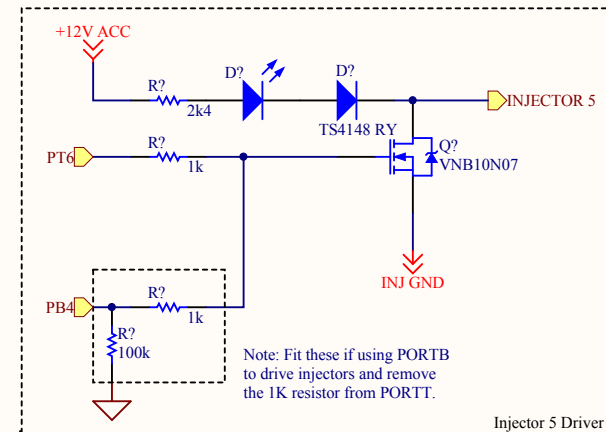 +12V ACC
R?
2k4
D?
D?
TS4148 RY
INJECTOR 5
PT6
R?
1k
Q?
VNB10N07
INJ GND
PB4
R?
1k
R?
100k
Note: Fit these if using PORTB
to drive injectors and remove
the 1K resistor from PORTT.
Injector 5 Driver